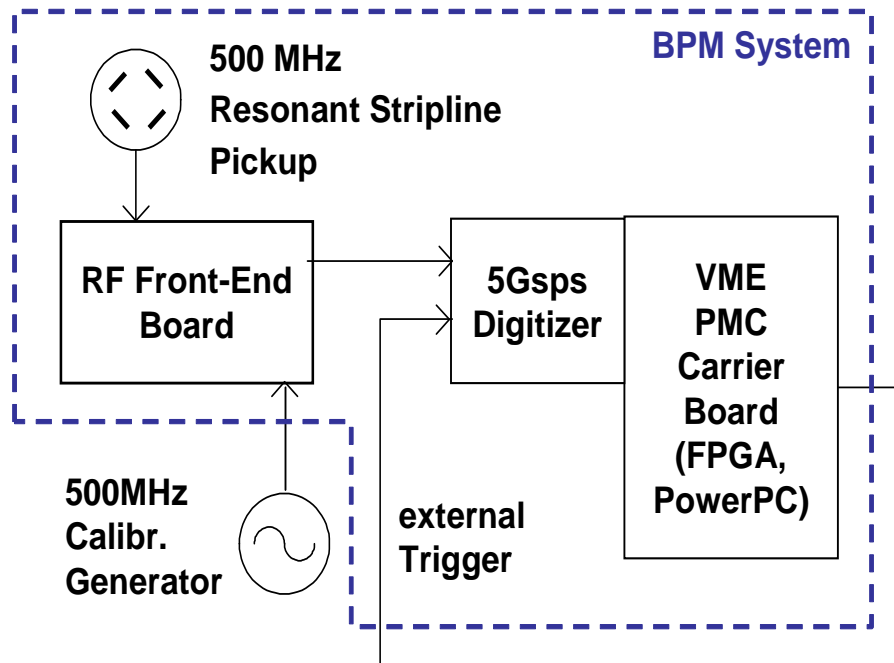 BPM System
500 MHz
Resonant Stripline
Pickup
RF Front-End
Board
5Gsps
Digitizer
VME
PMC
Carrier
Board
(FPGA,
PowerPC)
500MHz
Calibr.
Generator
external
Trigger